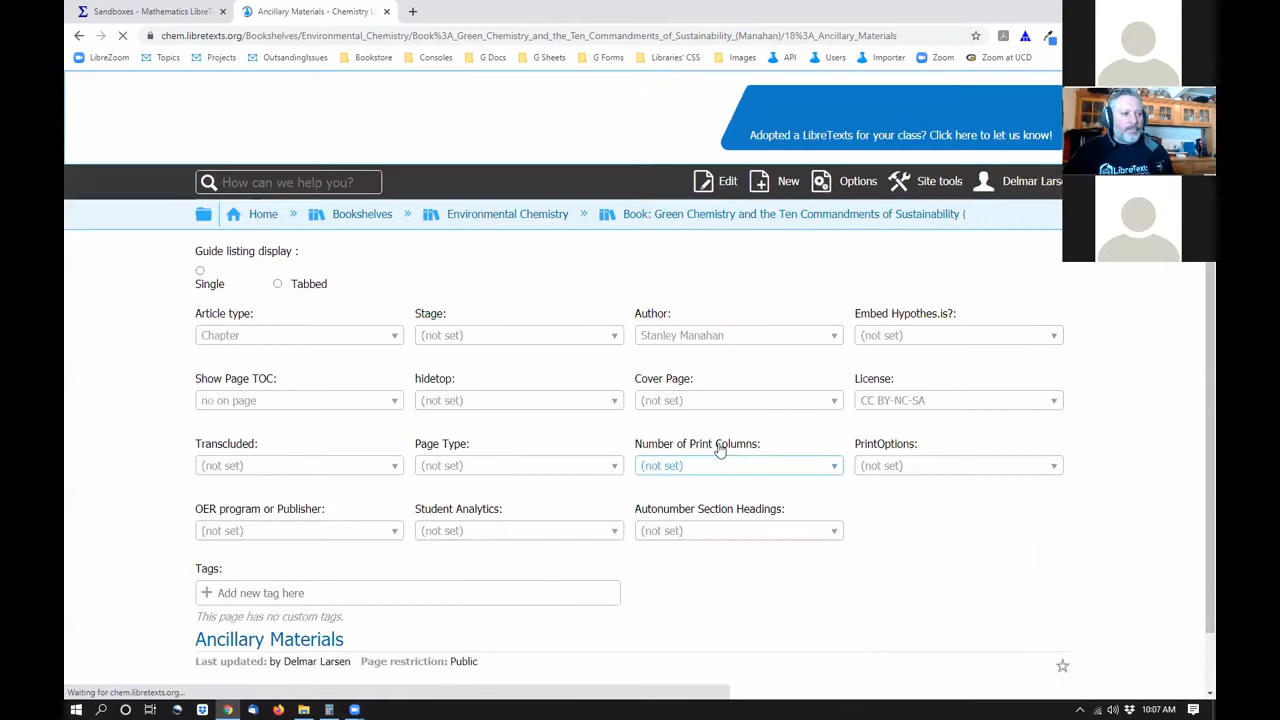 Sandboxes - Mathematics LibreT
Ancillary Materials - Chemistry L
chem.libretexts.org/Bookshelves/Environmental_Chemistry/Book%3A_Green_Chemistry_and_the_Ten_Commandments_of_Sustainability_(Manahan)/18%3A_Ancillary_Materials
LibreZoom Topics Projects OutsandingIssues Bookstore Consoles G Docs G Sheets G Forms Libraries' CSS Images API Users Importer Zoom Zoom at UCD
Adopted a LibreTexts for your class? Click here to let us know!
How can we help you? Edit New Options Site tools Delmar Lars
Home » Bookshelves » Environmental Chemistry » Book: Green Chemistry and the Ten Commandments of Sustainability (
Guide listing display :
Single Tabbed
Article type: Stage: Author: Embed Hypothes.is?:
Chapter (not set) Stanley Manahan (not set)
Show Page TOC: hidetop: Cover Page: License:
no on page (not set) (not set) CC BY-NC-SA
Transcluded: Page Type: Number of Print Columns: PrintOptions:
(not set) (not set) (not set) (not set)
OER program or Publisher: Student Analytics: Autonumber Section Headings:
(not set) (not set) (not set)
Tags:
Add new tag here
This page has no custom tags.
Ancillary Materials
Last updated: by Delmar Larsen Page restriction: Public
Waiting for chem.libretexts.org...
10:07 AM
LibreTexts